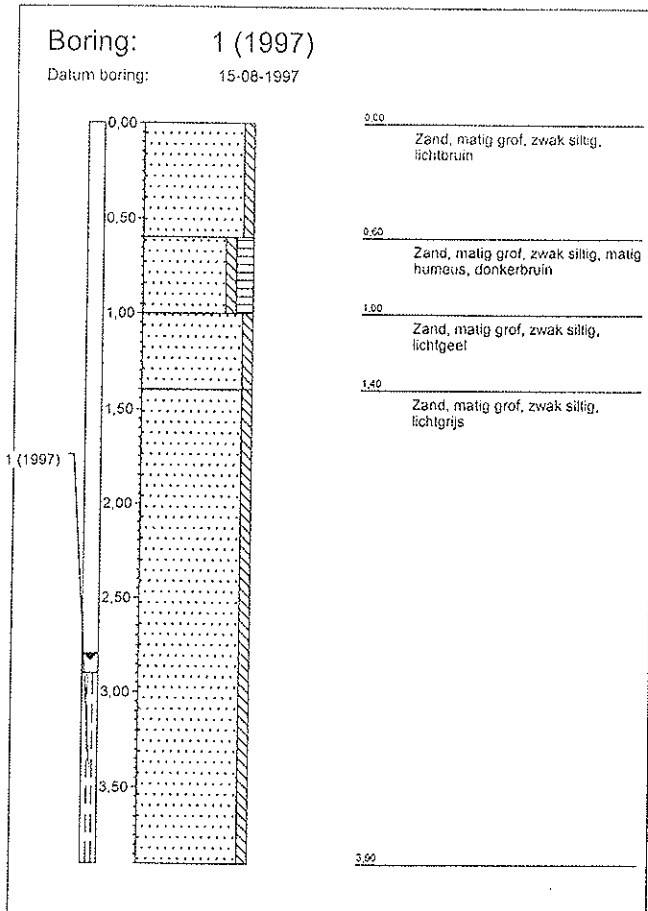 Boring: 1 (1997)
Datum boring: 15-08-1997
0,00
0,50
1,00
1,50
2,00
2,50
3,00
3,50
1 (1997)
0,00
Zand, matig grof, zwak siltig,
lichtbruin
0,60
Zand, matig grof, zwak siltig, matig
humeus, donkerbruin
1,00
Zand, matig grof, zwak siltig,
lichtgeel
1,40
Zand, matig grof, zwak siltig,
lichtgrijs
3,90